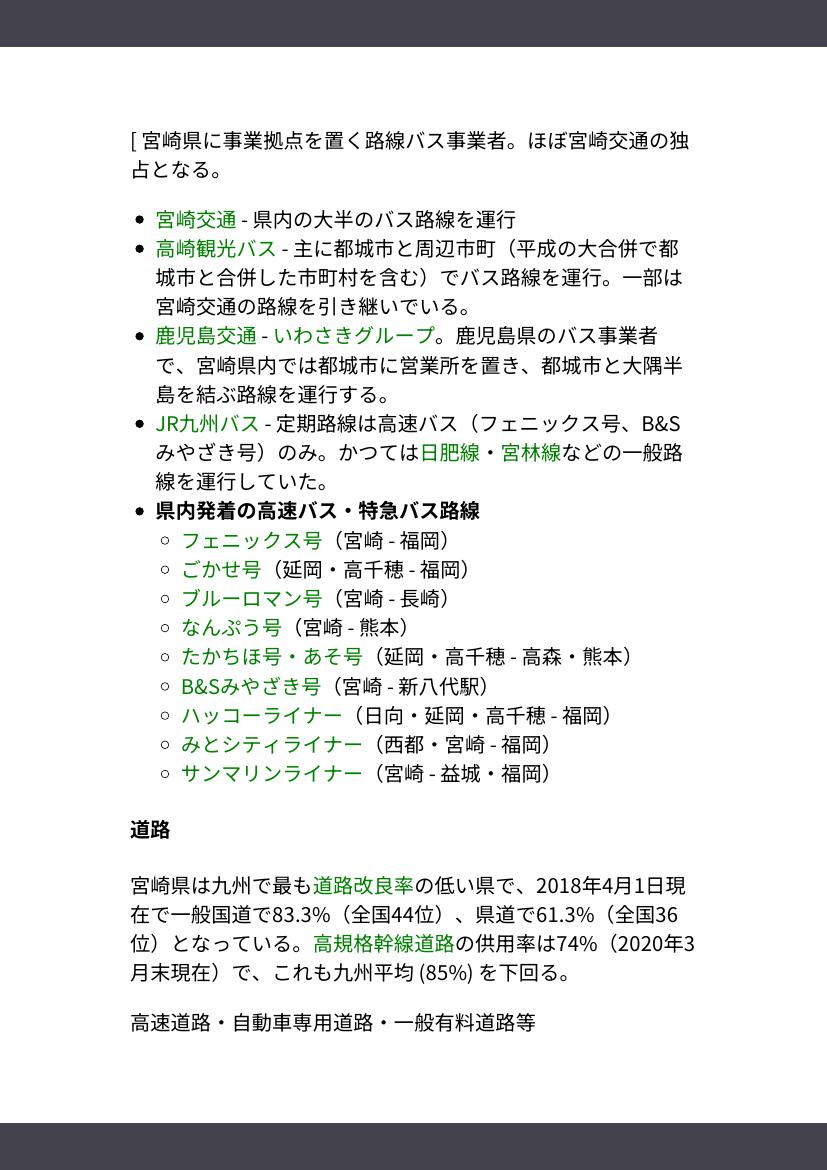 [ 宮崎県に事業拠点を置く路線バス事業者。ほぼ宮崎交通の独
占となる。
• 宮崎交通 - 県内の大半のバス路線を運行
• 高崎観光バス - 主に都城市と周辺市町（平成の大合併で都
城市と合併した市町村を含む）でバス路線を運行。一部は
宮崎交通の路線を引き継いでいる。
• 鹿児島交通 - いわさきグループ。鹿児島県のバス事業者
で、宮崎県内では都城市に営業所を置き、都城市と大隅半
島を結ぶ路線を運行する。
• JR九州バス - 定期路線は高速バス（フェニックス号、B&S
みやざき号）のみ。かつては日肥線・宮林線などの一般路
線を運行していた。
• 県内発着の高速バス・特急バス路線
◦ フェニックス号（宮崎 - 福岡）
◦ ごかせ号（延岡・高千穂 - 福岡）
◦ ブルーロマン号（宮崎 - 長崎）
◦ なんぷう号（宮崎 - 熊本）
◦ たかちほ号・あそ号（延岡・高千穂 - 高森・熊本）
◦ B&Sみやざき号（宮崎 - 新八代駅）
◦ ハッコーライナー（日向・延岡・高千穂 - 福岡）
◦ みとシティライナー（西都・宮崎 - 福岡）
◦ サンマリンライナー（宮崎 - 益城・福岡）
道路
宮崎県は九州で最も道路改良率の低い県で、2018年4月1日現
在で一般国道で83.3%（全国44位）、県道で61.3%（全国36
位）となっている。高規格幹線道路の供用率は74%（2020年3
月末現在）で、これも九州平均 (85%) を下回る。
高速道路・自動車専用道路・一般有料道路等